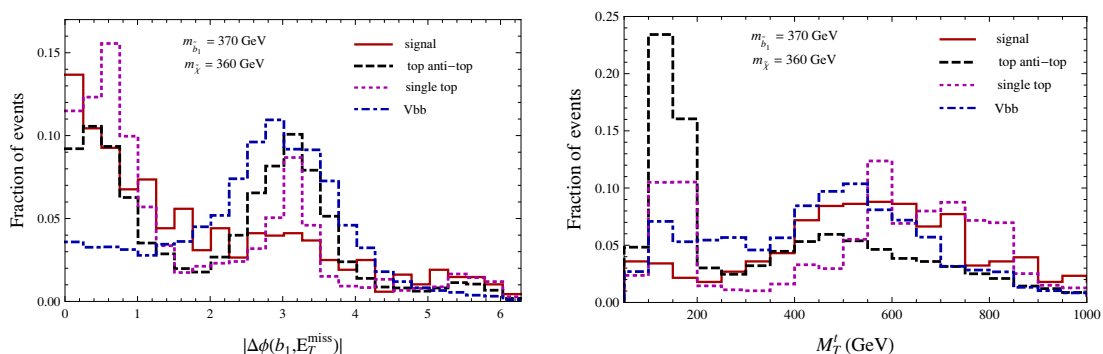 m_{\tilde{b}_1} = 370 GeV
m_{\tilde{χ}} = 360 GeV
signal
top anti-top
single top
Vbb
Fraction of events
0.15
0.10
0.05
0.00
0 1 2 3 4 5 6
|Δϕ(b₁,E_T^{miss})|
m_{\tilde{b}_1} = 370 GeV
m_{\tilde{χ}} = 360 GeV
signal
top anti-top
single top
Vbb
Fraction of events
0.25
0.20
0.15
0.10
0.05
0.00
200 400 600 800 1000
M_T^t (GeV)